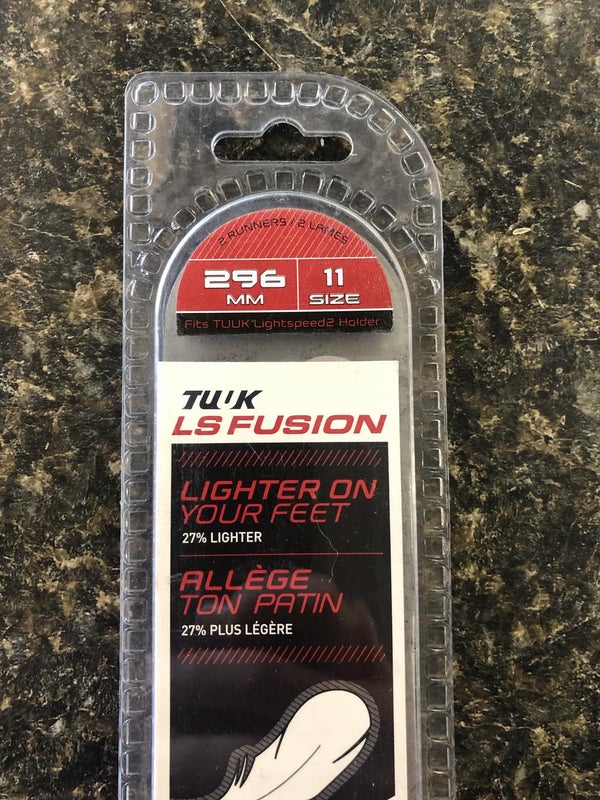 2 RUNNERS / 2 LAMES
296 MM
11 SIZE
Fits TUUK Lightspeed2 Holder
TUUK
LS FUSION
LIGHTER ON
YOUR FEET
27% LIGHTER
ALLÈGE
TON PATIN
27% PLUS LÉGÈRE